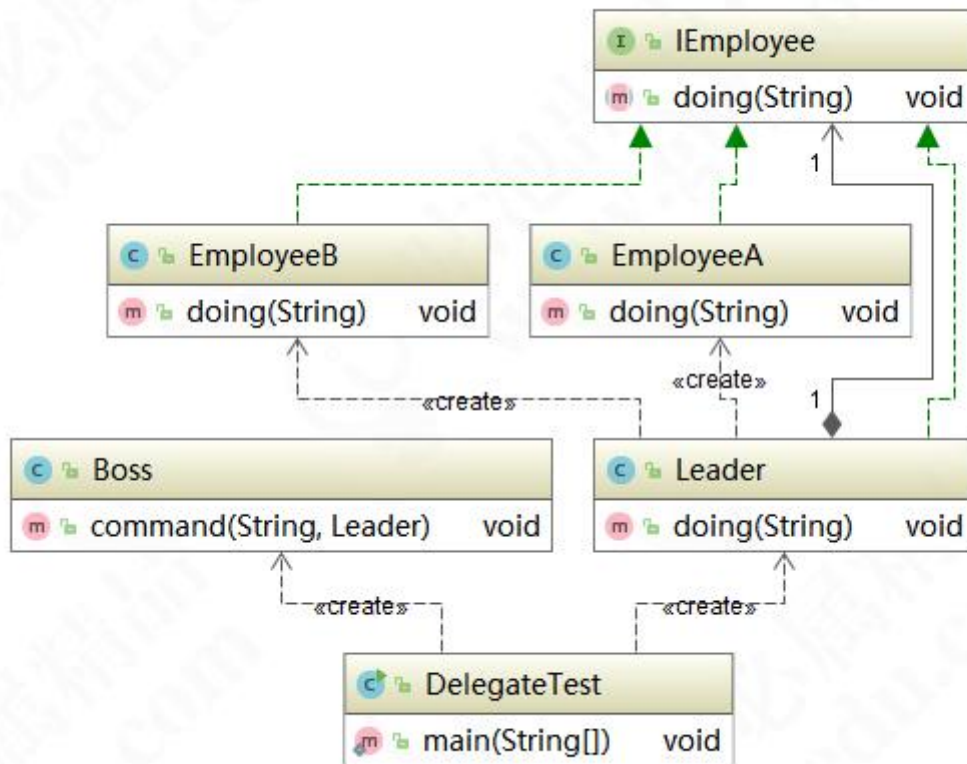 IEmployee
doing(String) void
1
EmployeeB
doing(String) void
EmployeeA
doing(String) void
«create»
«create»
1
Boss
command(String, Leader) void
Leader
doing(String) void
«create»
«create»
DelegateTest
main(String[]) void